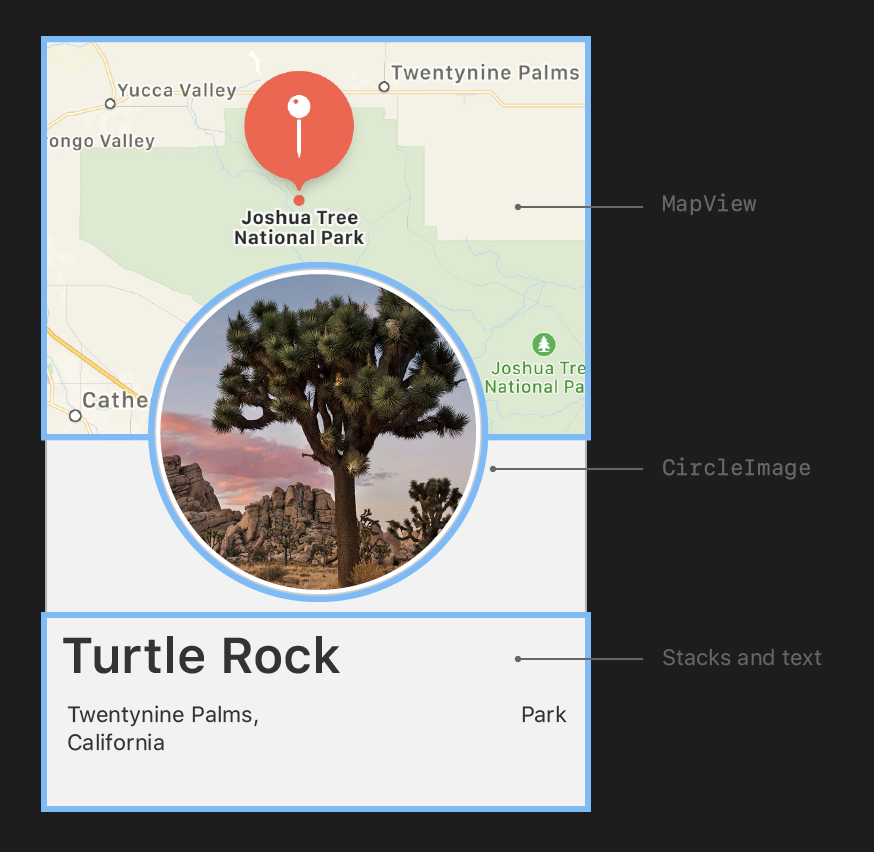 Twentynine Palms
Yucca Valley
ongo Valley
MapView
Joshua Tree
National Park
Joshua Tre
National Pa
Cathe
CircleImage
Turtle Rock
Stacks and text
Twentynine Palms,
California
Park